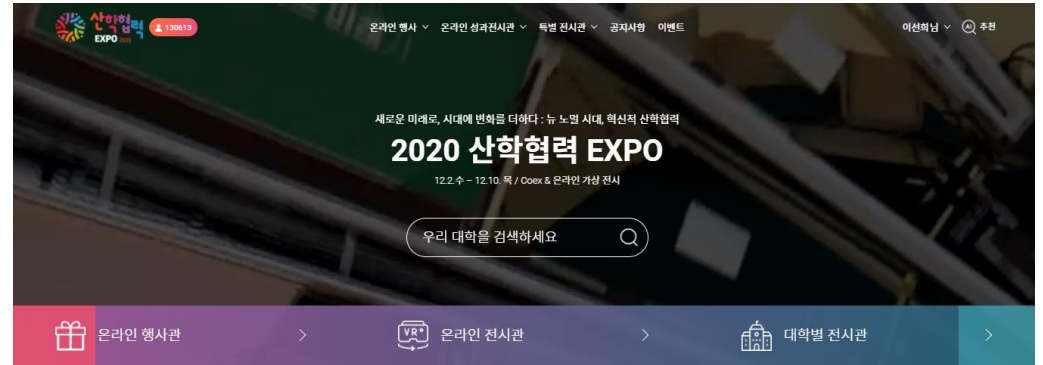 산학협력
EXPO 2020
130613
온라인 행사
온라인 성과전시관
특별 전시관
공지사항
이벤트
이선희님
AI 추천
새로운 미래로, 시대에 변화를 더하다 : 뉴 노멀 시대, 혁신적 산학협력
2020 산학협력 EXPO
12.2.수 – 12.10. 목 / Coex & 온라인 가상 전시
우리 대학을 검색하세요
온라인 행사관
VR 온라인 전시관
대학별 전시관